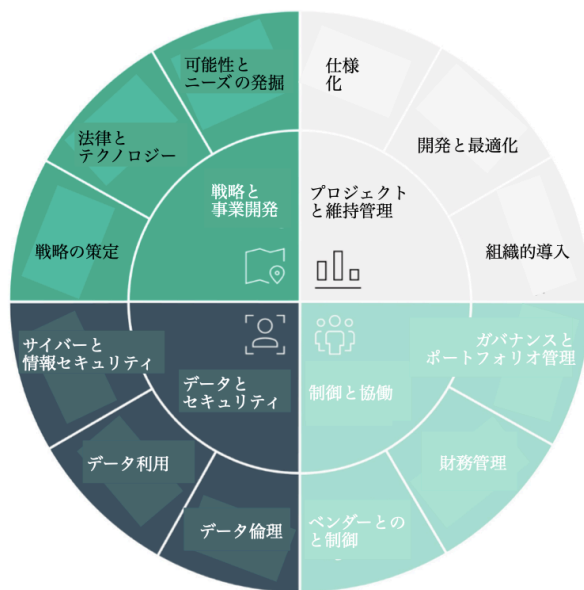 可能性と
ニーズの発掘
法律と
テクノロジー
戦略の策定
戦略と
事業開発
仕様
化
開発と最適化
組織的導入
プロジェクト
と維持管理
サイバーと
情報セキュリティ
データ利用
データ倫理
データと
セキュリティ
制御と協働
ガバナンスと
ポートフォリオ管理
財務管理
ベンダーとの
と制御